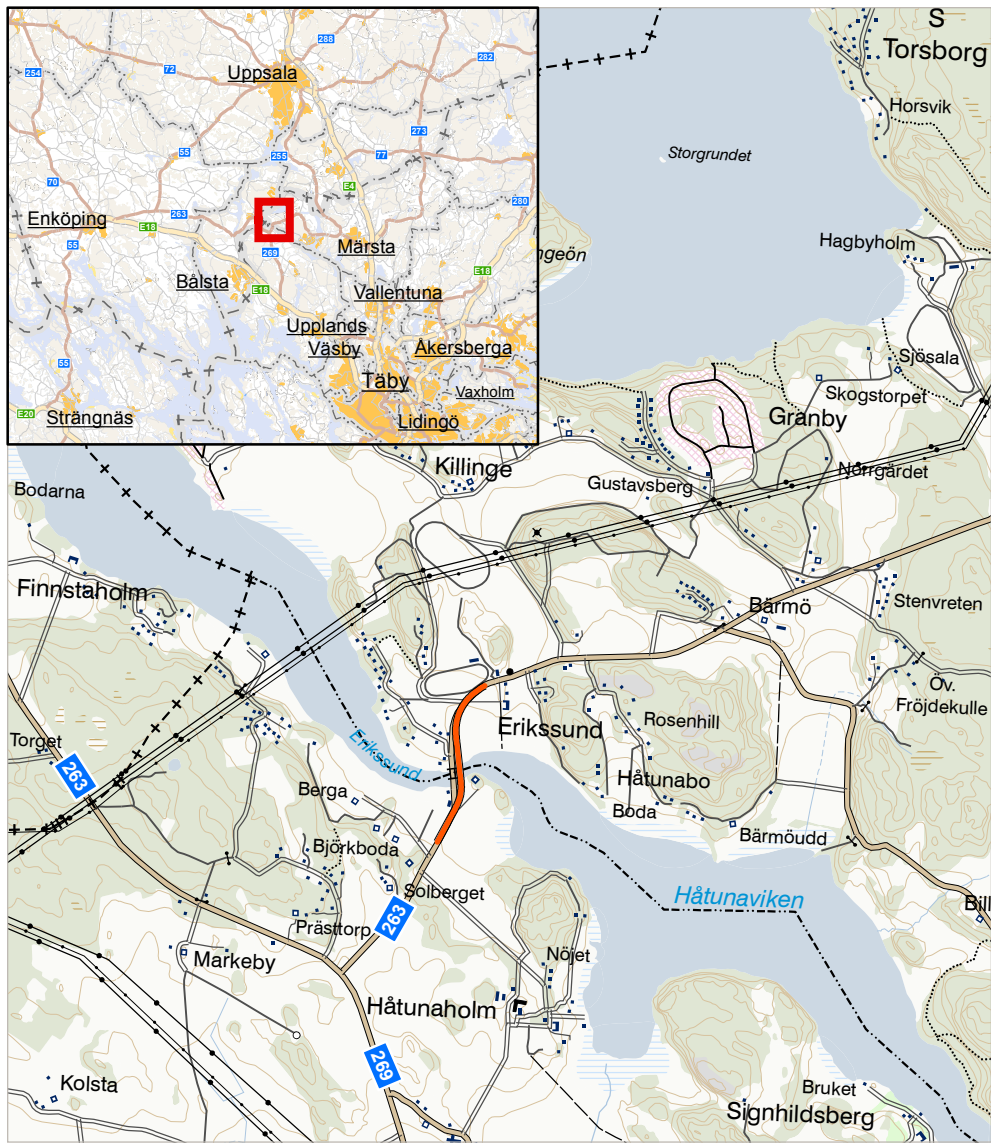 288
Uppsala
282
72
254
273
55
255
77
70
E4
280
263
Enköping
E18
Märsta
55
269
E18
Bålsta
E18
Vallentuna
Upplands
Väsby
Åkersberga
Täby
55
Vaxholm
E20
Strängnäs
Lidingö
S
Torsborg
Horsvik
Storgrundet
Hagbyholm
ngeön
Sjösala
Skogstorpet
Granby
Killinge
Norrgärdet
Gustavsberg
Bodarna
Finnstaholm
Bärmö
Stenvreten
Öv.
Fröjdekulle
Rosenhill
Erikssund
Torget
Erikssund
263
Håtunabo
Berga
Boda
Bärmöudd
Björkboda
Solberget
Håtunaviken
Bill
263
Prästtorp
Markeby
Nöjet
Håtunaholm
269
Kolsta
Bruket
Signhildsberg